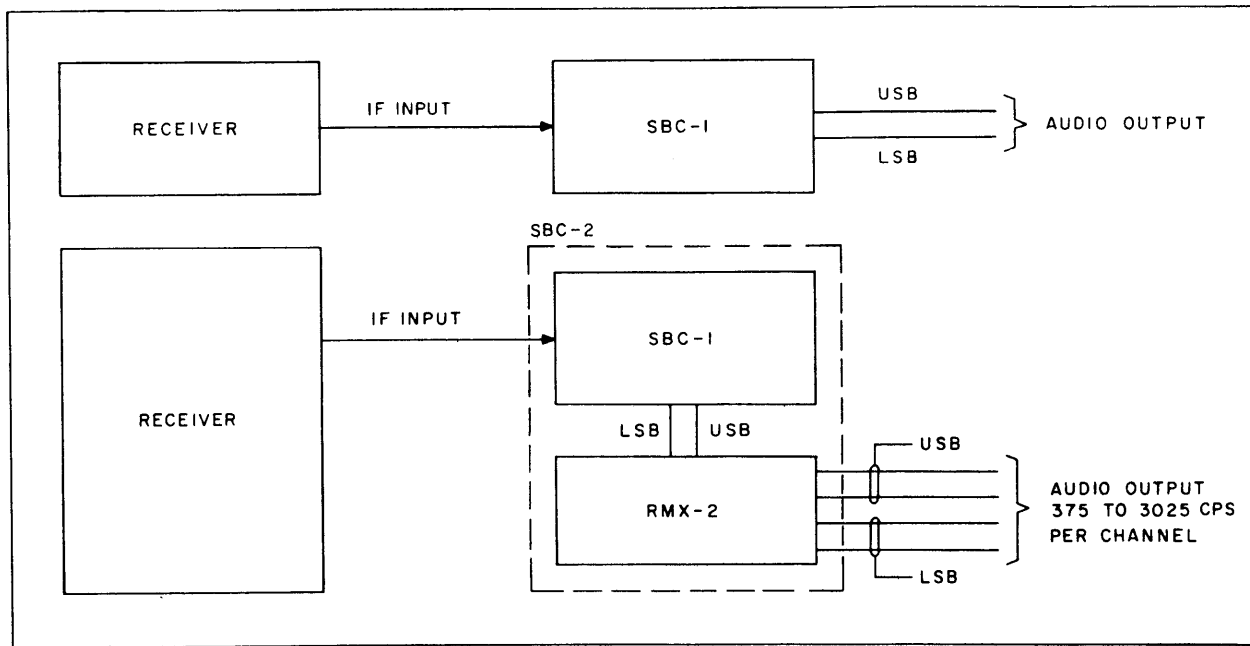 RECEIVER
IF INPUT
SBC-1
USB
LSB
AUDIO OUTPUT
RECEIVER
IF INPUT
SBC-2
SBC-1
LSB
USB
RMX-2
USB
LSB
AUDIO OUTPUT
375 TO 3025 CPS
PER CHANNEL